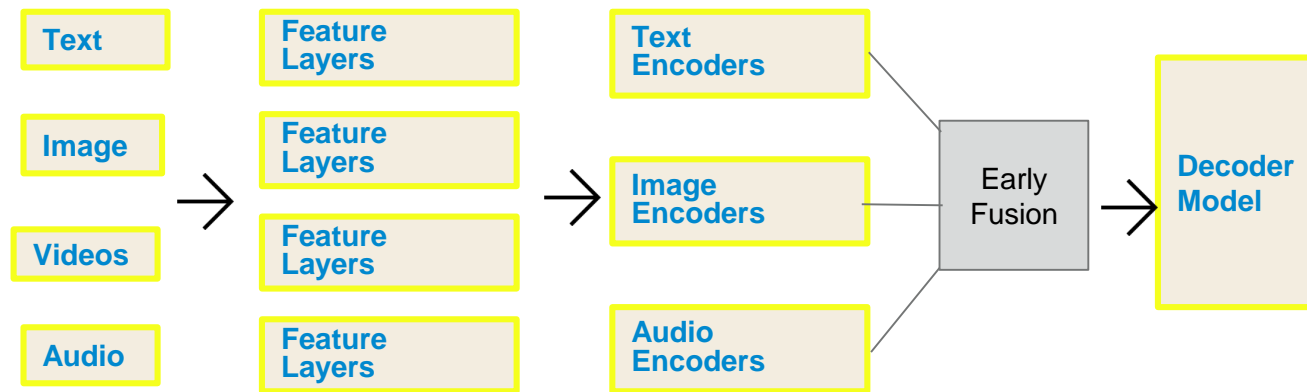 Text
Image
Videos
Audio
Feature
Layers
Feature
Layers
Feature
Layers
Feature
Layers
Text
Encoders
Image
Encoders
Audio
Encoders
Early
Fusion
Decoder
Model